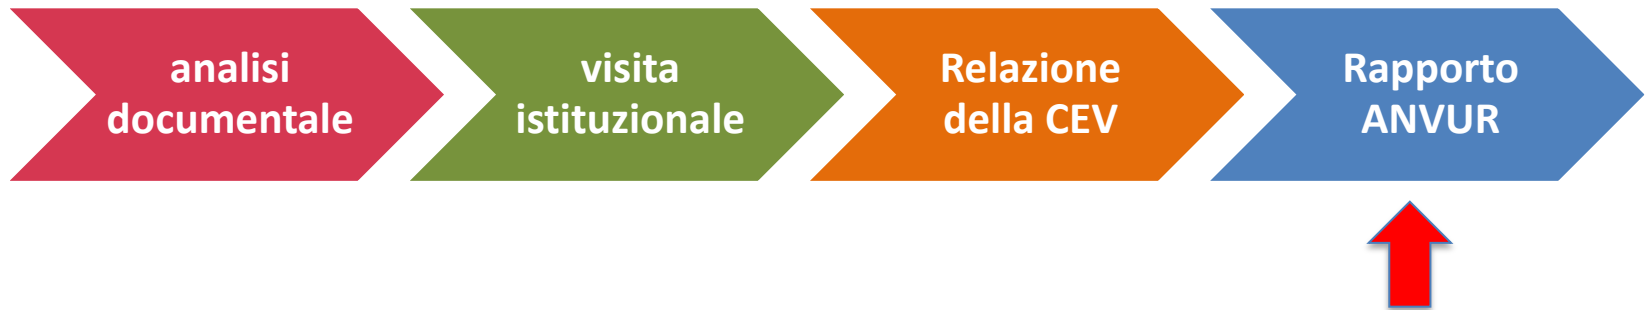 analisi
documentale
visita
istituzionale
Relazione
della CEV
Rapporto
ANVUR